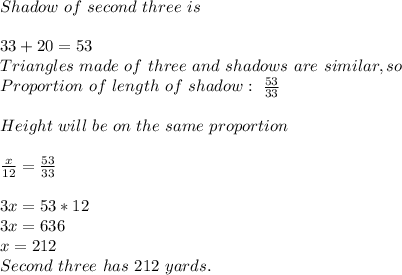 Shadow of second three is
33 + 20 = 53
Triangles made of three and shadows are similar, so
Proportion of length of shadow : 53/33
Height will be on the same proportion
x/12 = 53/33
3x = 53 * 12
3x = 636
x = 212
Second three has 212 yards.